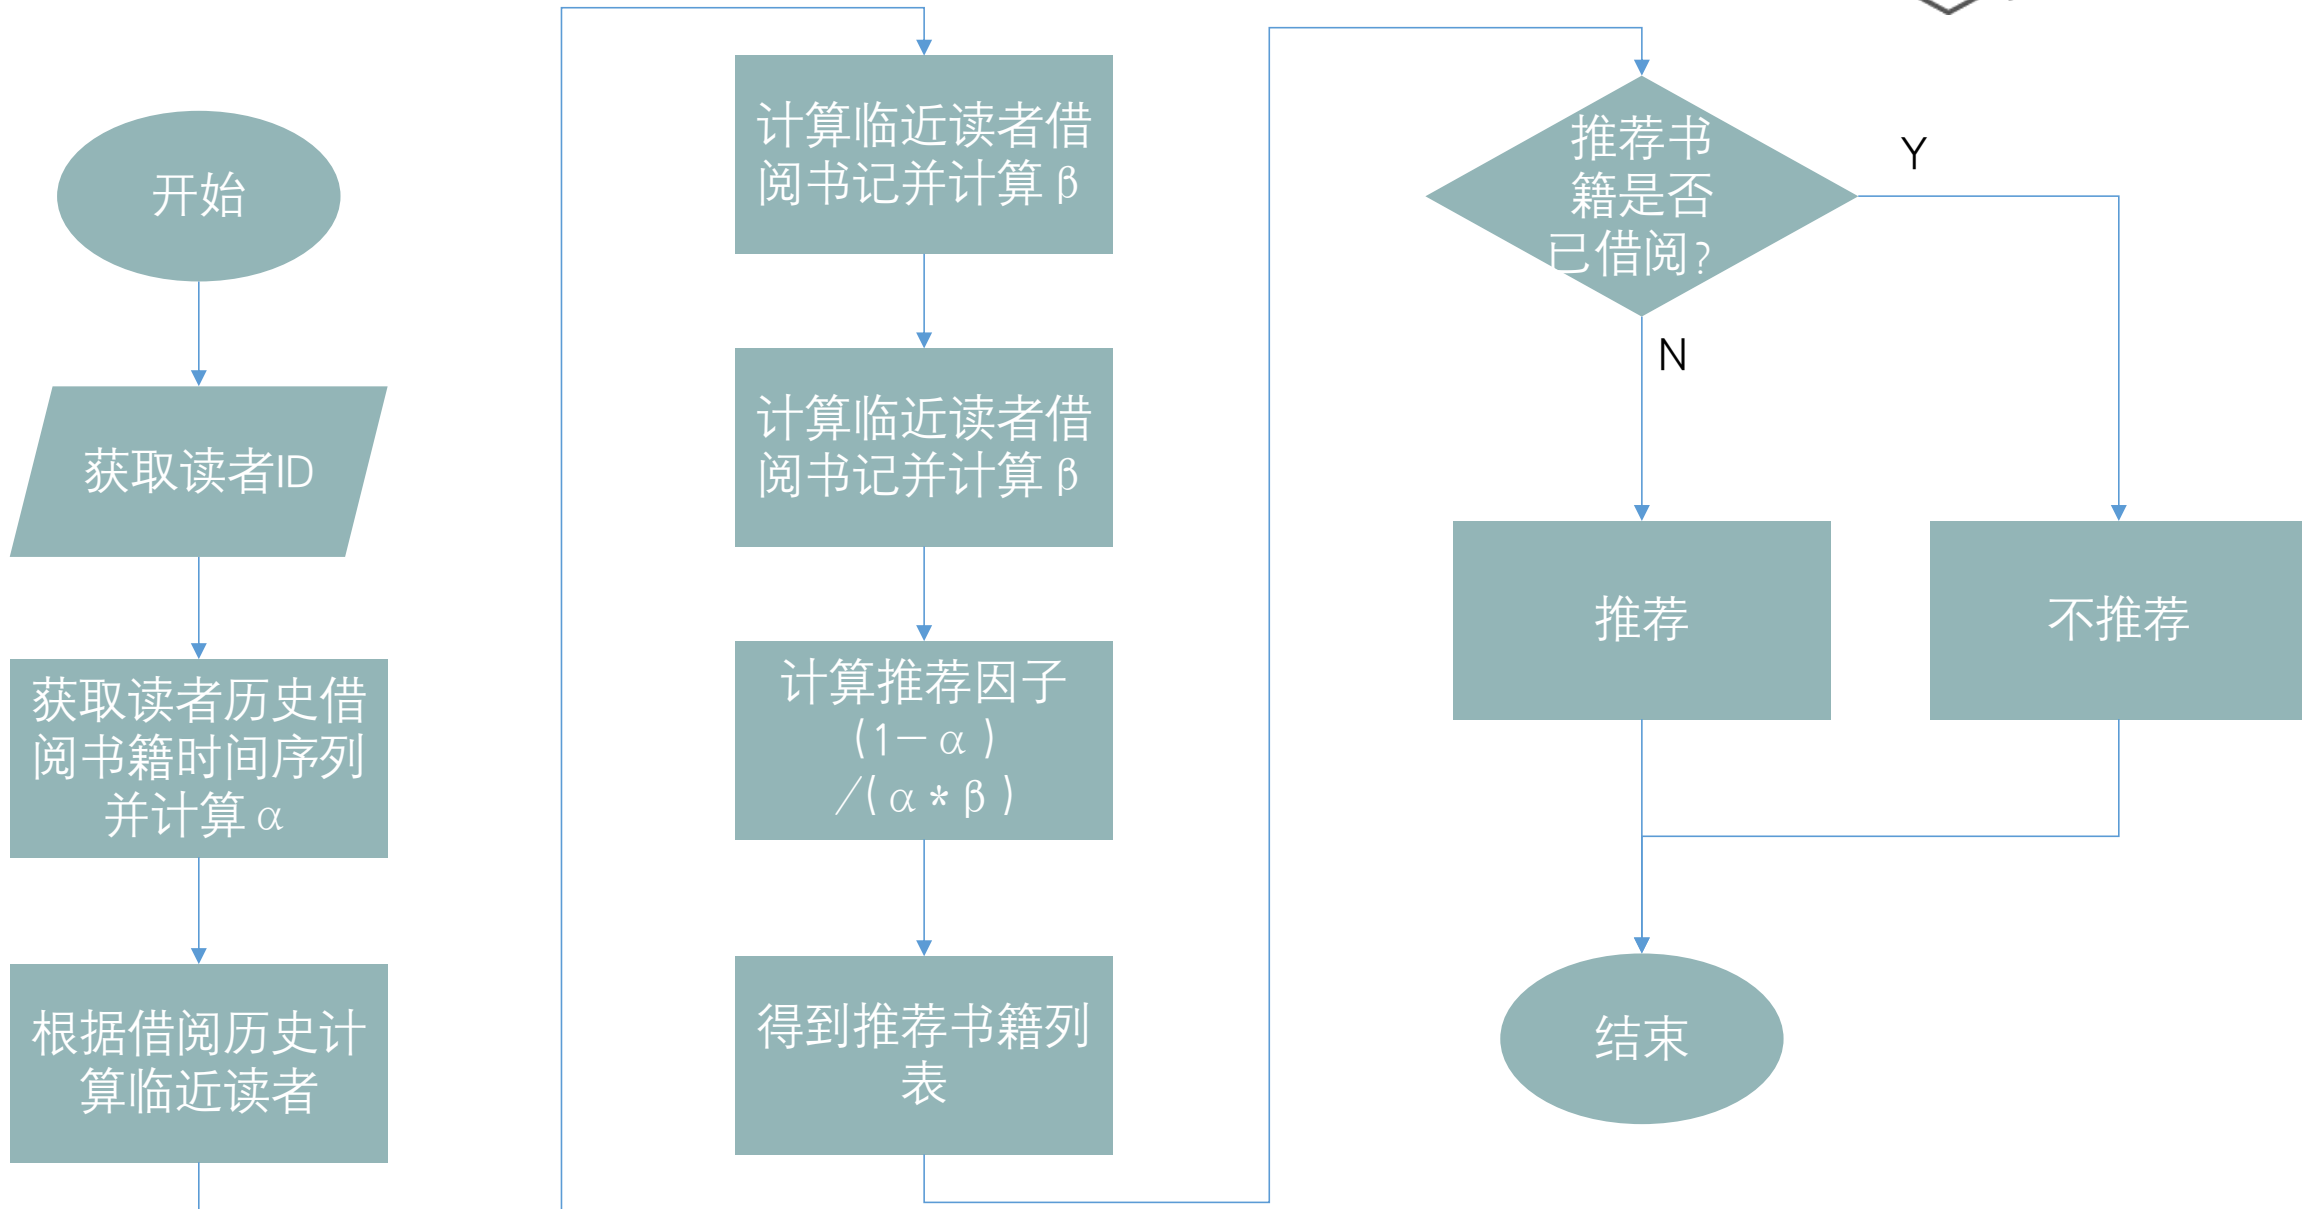 开始
获取读者ID
获取读者历史借
阅书籍时间序列
并计算α
根据借阅历史计
算临近读者
计算临近读者借
阅书记并计算β
计算临近读者借
阅书记并计算β
计算推荐因子
(1-α)
/(α*β)
得到推荐书籍列
表
推荐书
籍是否
已借阅?
Y
N
推荐
不推荐
结束